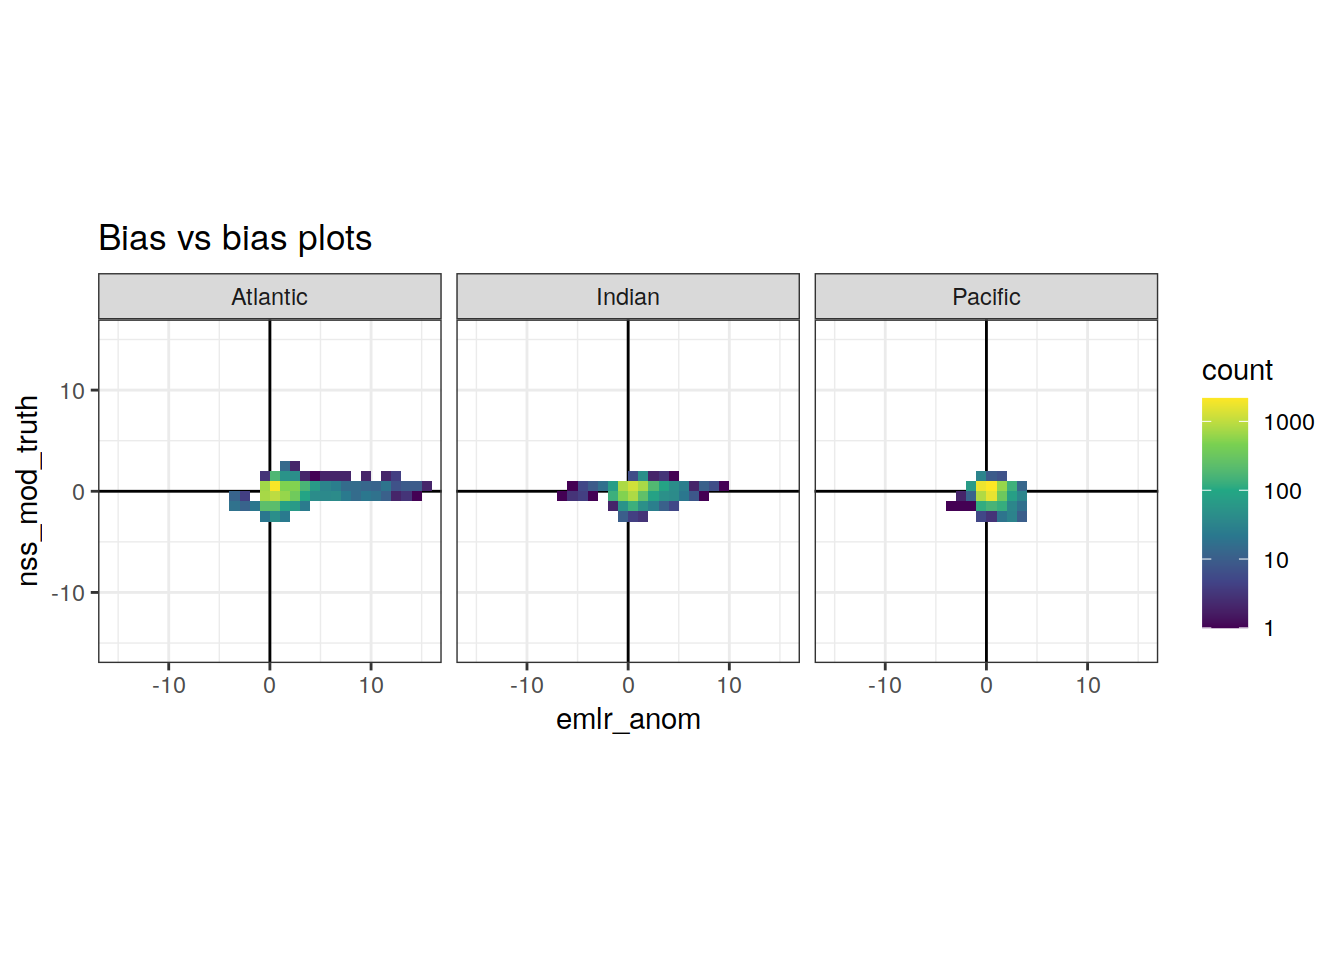 Bias vs bias plots
Atlantic Indian Pacific
10
0
-10
nss_mod_truth
-10 0 10 -10 0 10 -10 0 10
emlr_anom
count
1000
100
10
1